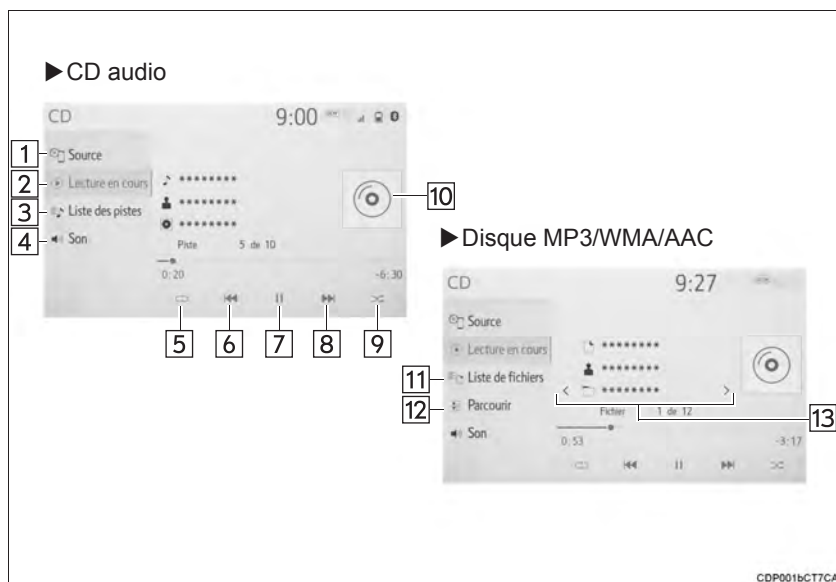 ▶CD audio
CD 9:00
1 Source
2 Lecture en cours
3 Liste des pistes
4 Son
********
********
********
Piste 5 de 10
0:20 -6:30
10
5 6 7 8 9
▶Disque MP3/WMA/AAC
CD 9:27
Source
Lecture en cours
11 Liste de fichiers
12 Parcourir
Son
********
********
< ******** >
13
Fichier 1 de 12
0:53 -3:17
CDP001bCT7CA